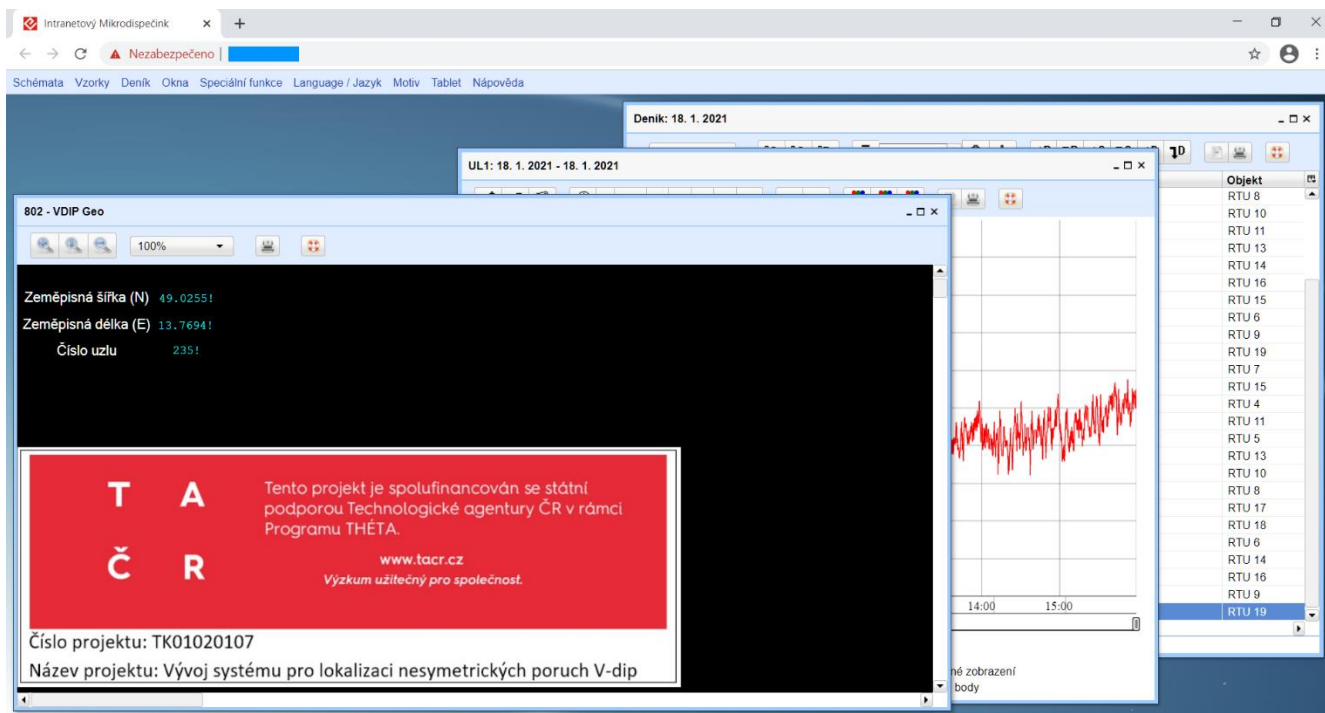 Intranetový Mikrodispečink
Nezabezpečeno
Schémata Vzorky Deník Okna Speciální funkce Language / Jazyk Motiv Tablet Nápověda
Deník: 18. 1. 2021
UL1: 18. 1. 2021 - 18. 1. 2021
802 - VDIP Geo
100%
Zeměpisná šířka (N) 49.0255!
Zeměpisná délka (E) 13.7694!
Číslo uzlu 235!
T A
Č R
Tento projekt je spolufinancován se státní
podporou Technologické agentury ČR v rámci
Programu THÉTA.
www.tacr.cz
Výzkum užitečný pro společnost.
Číslo projektu: TK01020107
Název projektu: Vývoj systému pro lokalizaci nesymetrických poruch V-dip
14:00 15:00
né zobrazení
body
Objekt
RTU 8
RTU 10
RTU 11
RTU 13
RTU 14
RTU 16
RTU 15
RTU 6
RTU 9
RTU 19
RTU 7
RTU 15
RTU 4
RTU 11
RTU 5
RTU 13
RTU 10
RTU 8
RTU 17
RTU 18
RTU 6
RTU 14
RTU 16
RTU 9
RTU 19